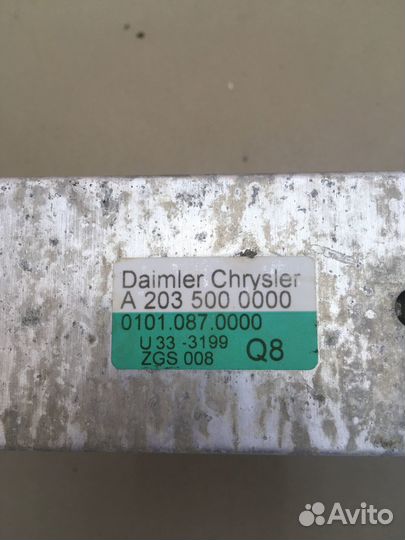 Daimler Chrysler
A 203 500 0000
0101.087.0000
U 33 -3199
ZGS 008 Q8
Avito